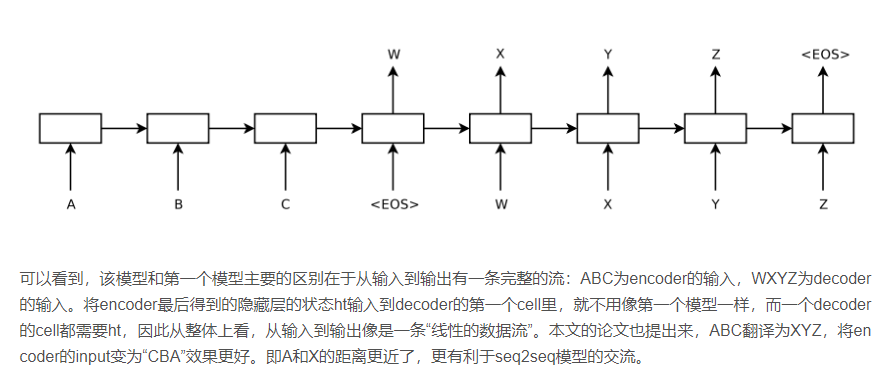 W X Y Z <EOS>
A B C <EOS> W X Y Z
可以看到，该模型和第一个模型主要的区别在于从输入到输出有一条完整的流：ABC为encoder的输入，WXYZ为decoder
的输入。将encoder最后得到的隐藏层的状态ht输入到decoder的第一个cell里，就不用像第一个模型一样，而一个decoder
的cell都需要ht，因此从整体上看，从输入到输出像是一条“线性的数据流”。本文的论文也提出来，ABC翻译为XYZ，将en
coder的input变为“CBA”效果更好。即A和X的距离更近了，更有利于seq2seq模型的交流。